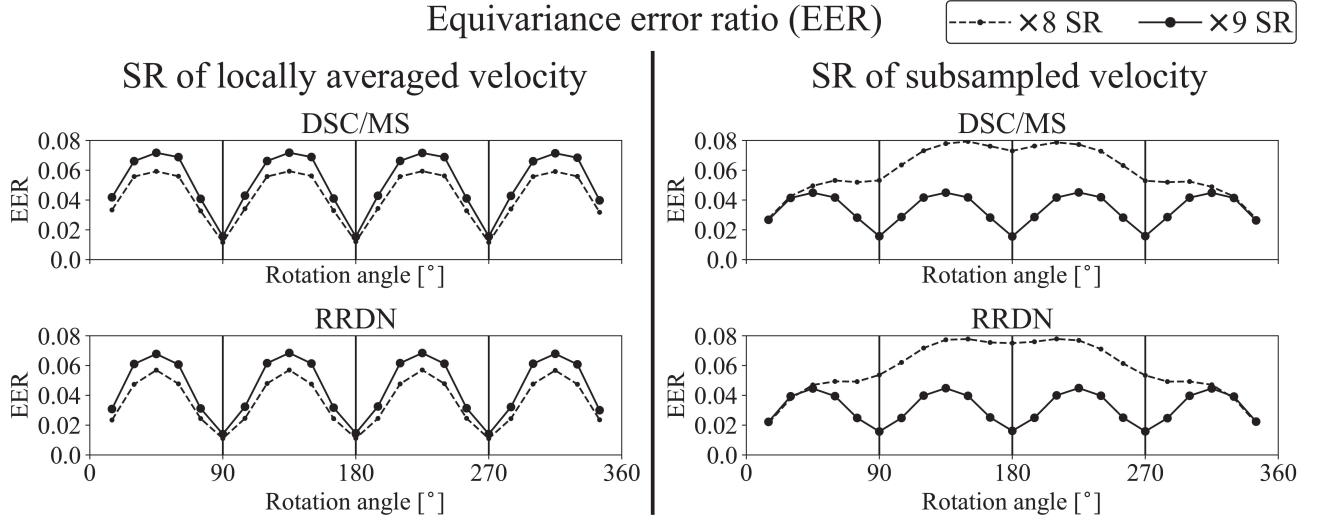 Equivariance error ratio (EER)
×8 SR ×9 SR
SR of locally averaged velocity
DSC/MS
0.08
0.06
0.04
0.02
0.0
EER
Rotation angle [°]
RRDN
0.08
0.06
0.04
0.02
0.0
EER
0 90 180 270 360
Rotation angle [°]
SR of subsampled velocity
DSC/MS
0.08
0.06
0.04
0.02
0.0
EER
Rotation angle [°]
RRDN
0.08
0.06
0.04
0.02
0.0
EER
0 90 180 270 360
Rotation angle [°]